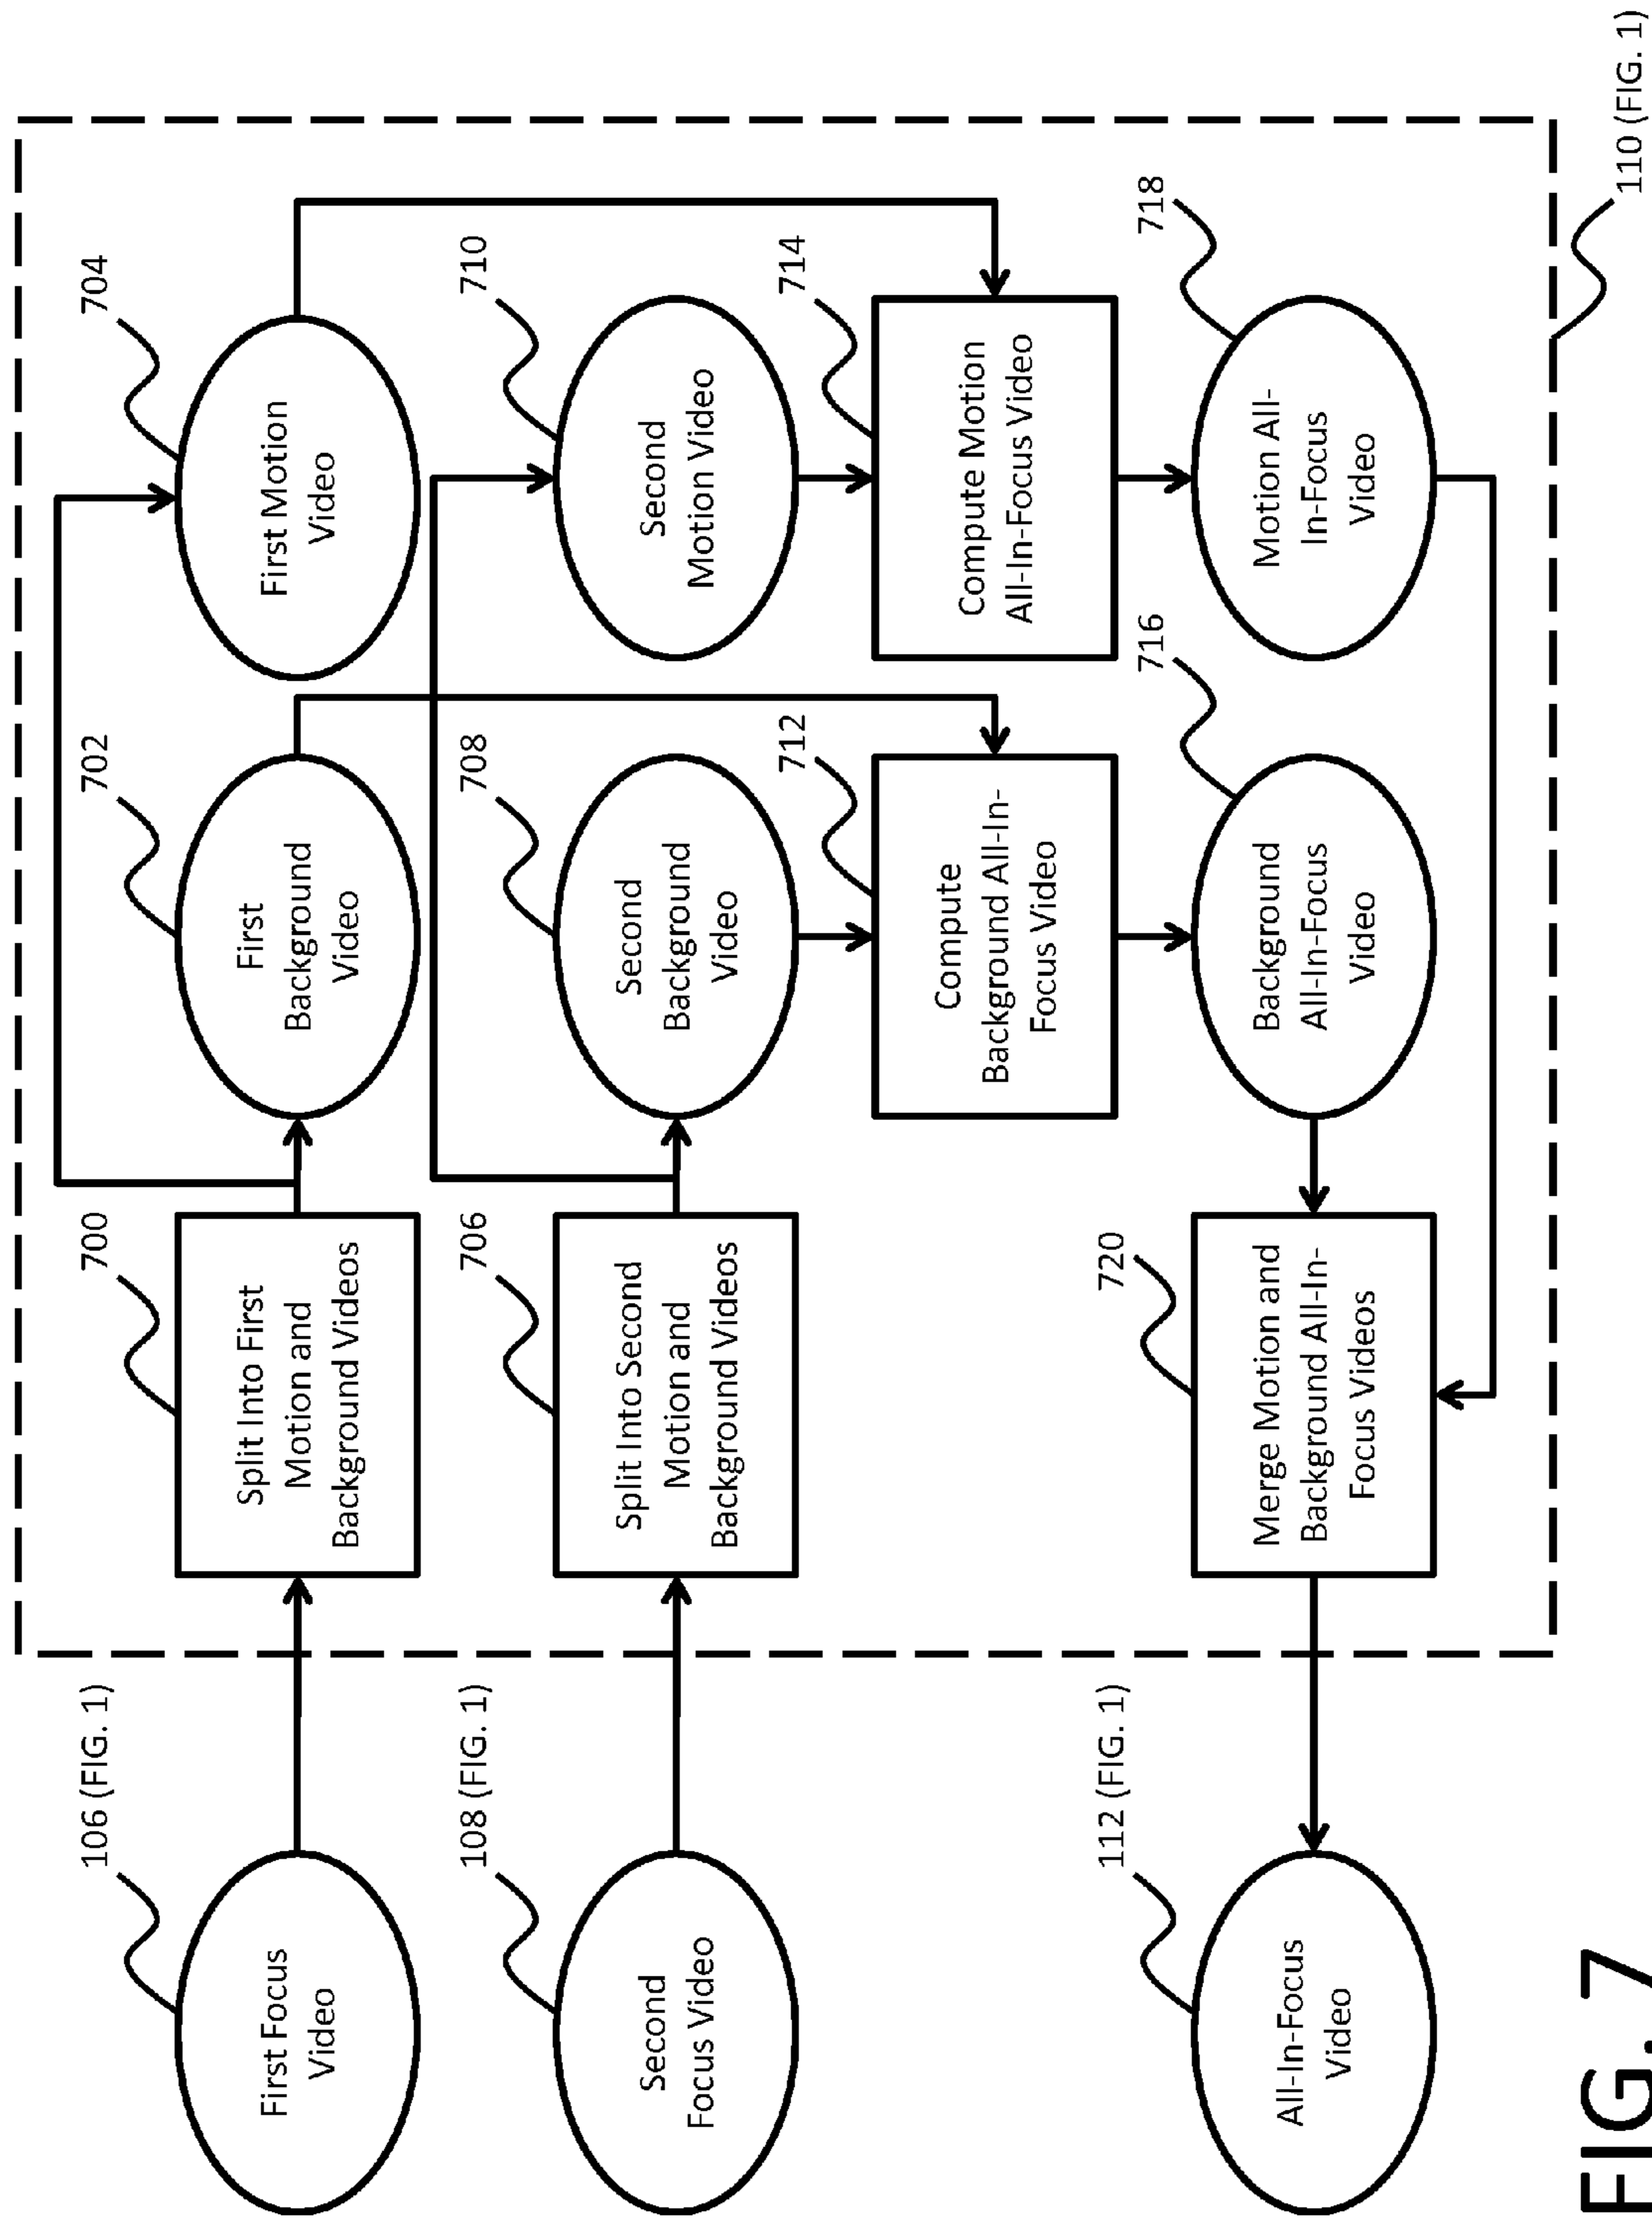 106 (FIG. 1)
First Focus
Video
700
Split Into First
Motion and
Background Videos
702
First
Background
Video
704
First Motion
Video
108 (FIG. 1)
Second
Focus Video
706
Split Into Second
Motion and
Background Videos
708
Second
Background
Video
710
Second
Motion Video
712
Compute
Background All-In-
Focus Video
714
Compute Motion
All-In-Focus Video
112 (FIG. 1)
All-In-Focus
Video
720
Merge Motion and
Background All-In-
Focus Videos
716
Background
All-In-Focus
Video
718
Motion All-
In-Focus
Video
110 (FIG. 1)
FIG. 7